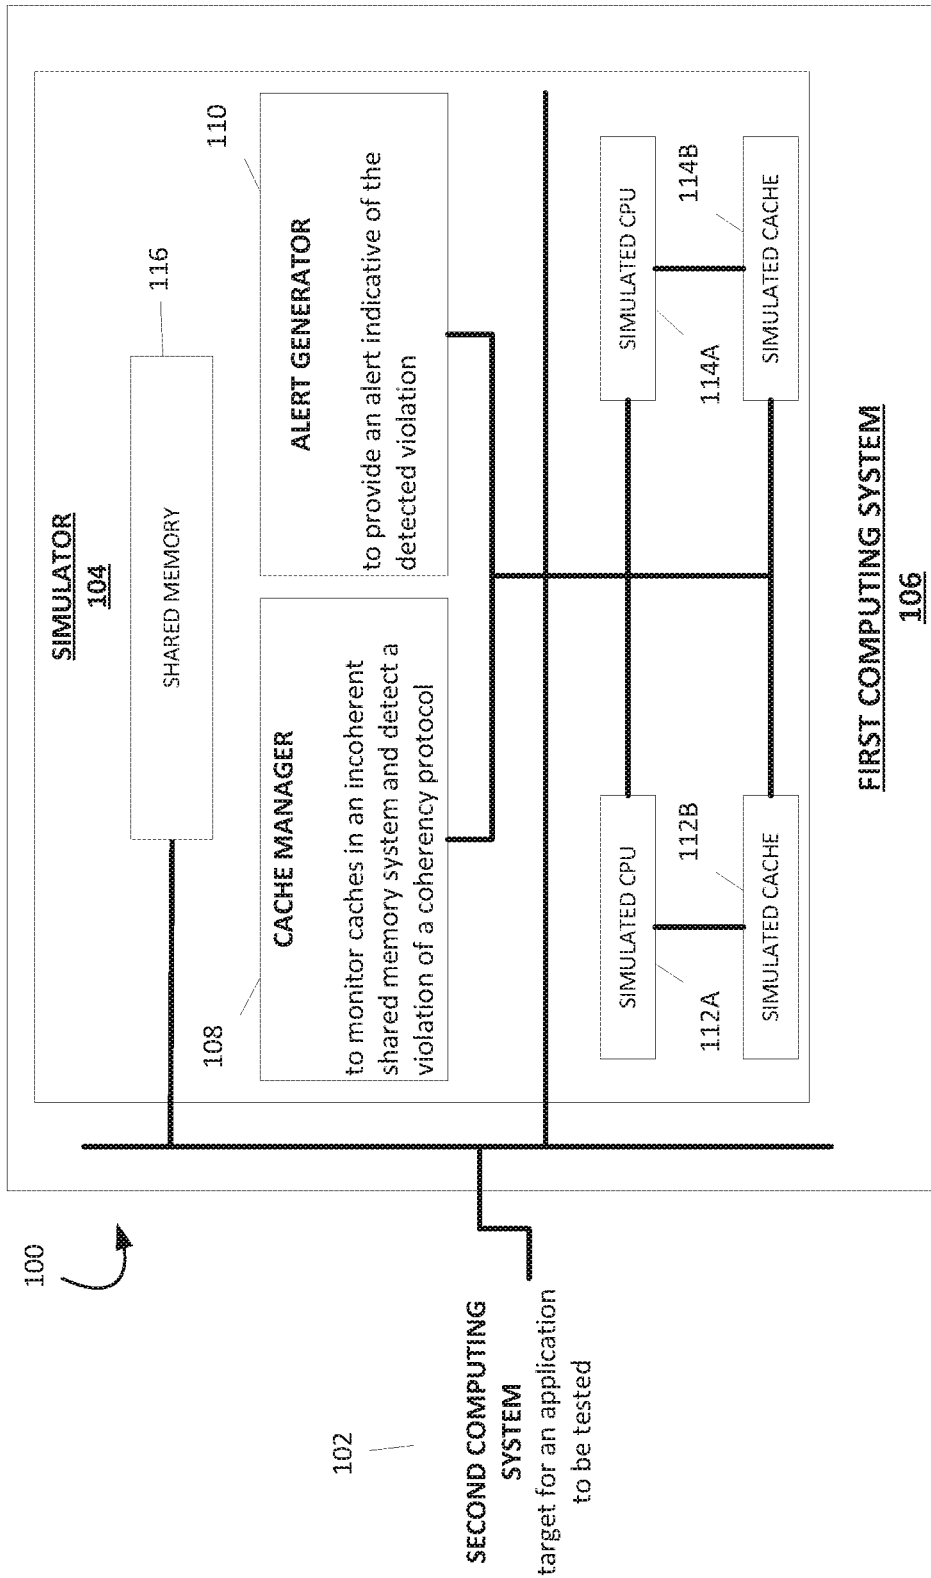 100
102
SECOND COMPUTING
SYSTEM
target for an application
to be tested
SIMULATOR
104
SHARED MEMORY
116
108
CACHE MANAGER
to monitor caches in an incoherent
shared memory system and detect a
violation of a coherency protocol
110
ALERT GENERATOR
to provide an alert indicative of the
detected violation
SIMULATED CPU
112A
112B
SIMULATED CACHE
SIMULATED CPU
114A
114B
SIMULATED CACHE
FIRST COMPUTING SYSTEM
106